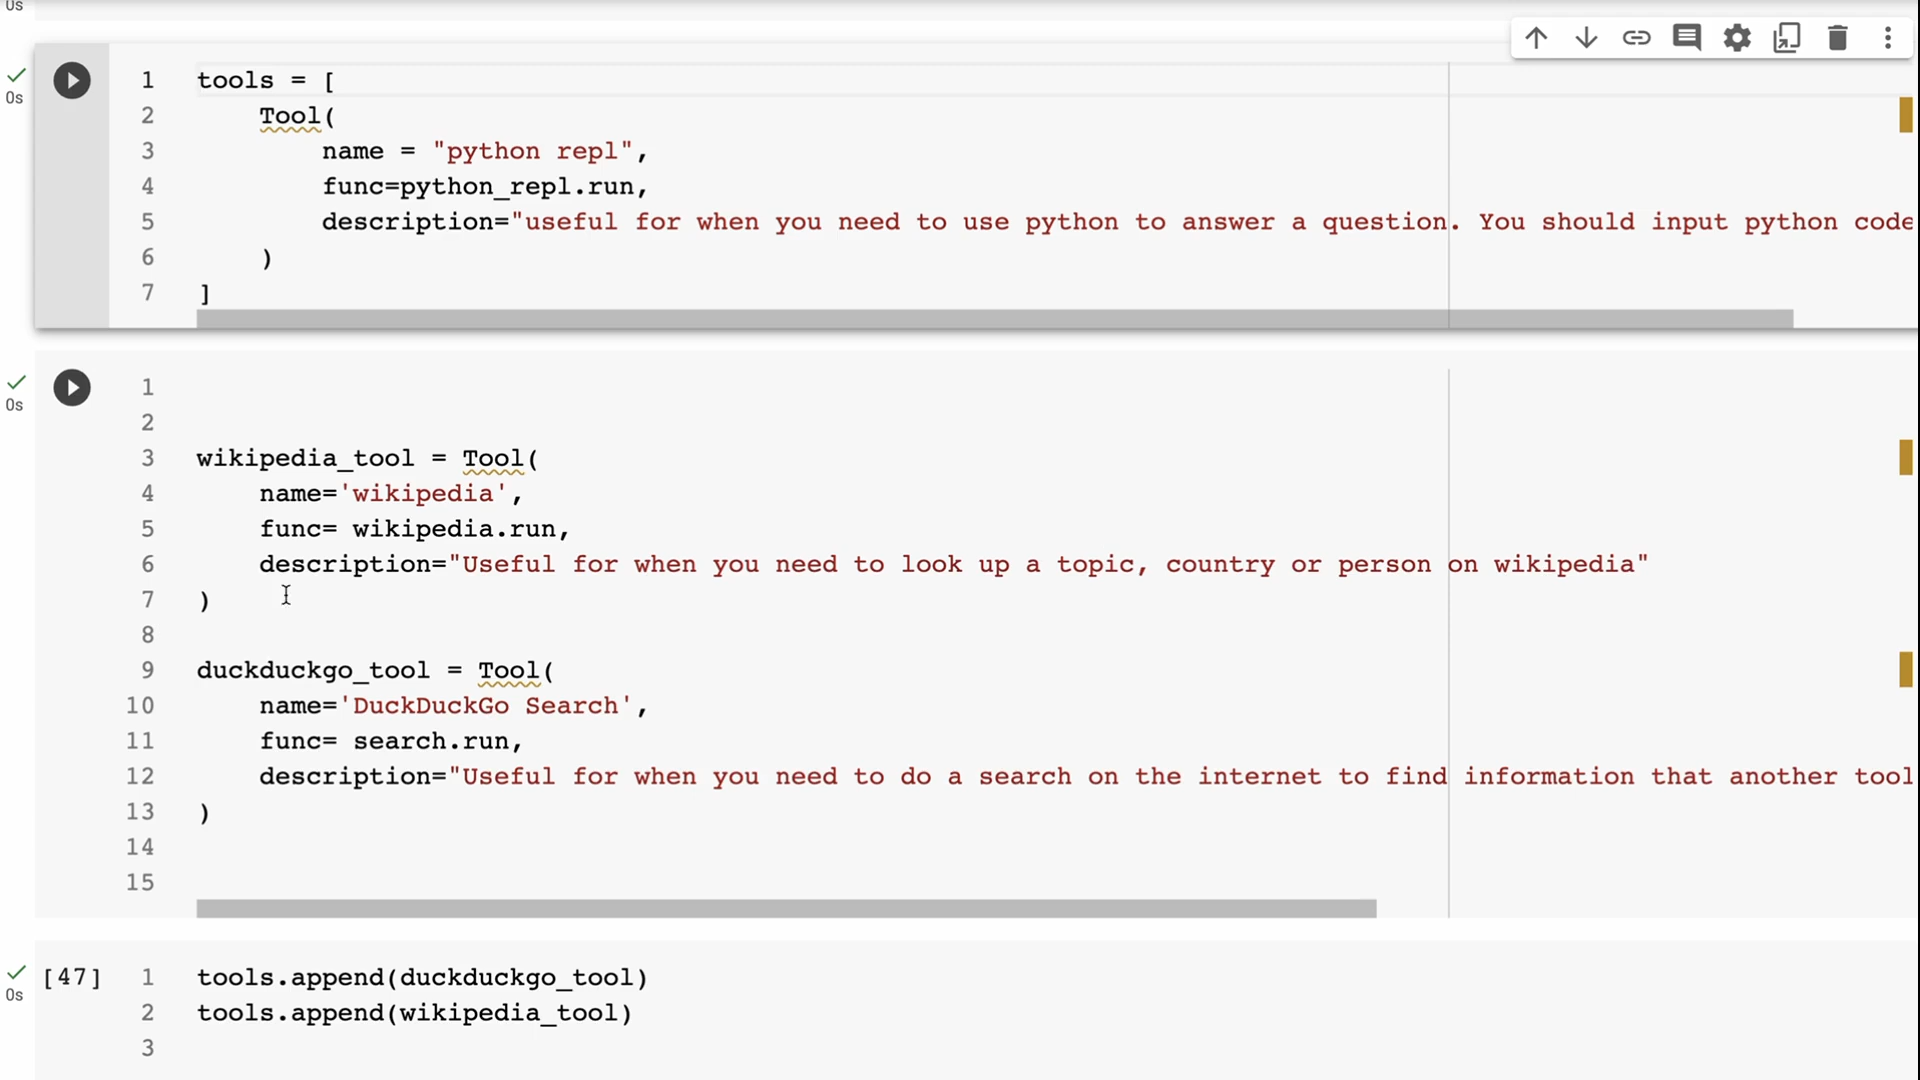 0s
1 tools = [
0s
2 Tool(
3 name = "python repl",
4 func=python_repl.run,
5 description="useful for when you need to use python to answer a question. You should input python code
6 )
7 ]
1
0s
2
3 wikipedia_tool = Tool(
4 name='wikipedia',
5 func= wikipedia.run,
6 description="Useful for when you need to look up a topic, country or person on wikipedia"
7 )
8
9 duckduckgo_tool = Tool(
10 name='DuckDuckGo Search',
11 func= search.run,
12 description="Useful for when you need to do a search on the internet to find information that another tool
13 )
14
15
[47] 1 tools.append(duckduckgo_tool)
0s
2 tools.append(wikipedia_tool)
3